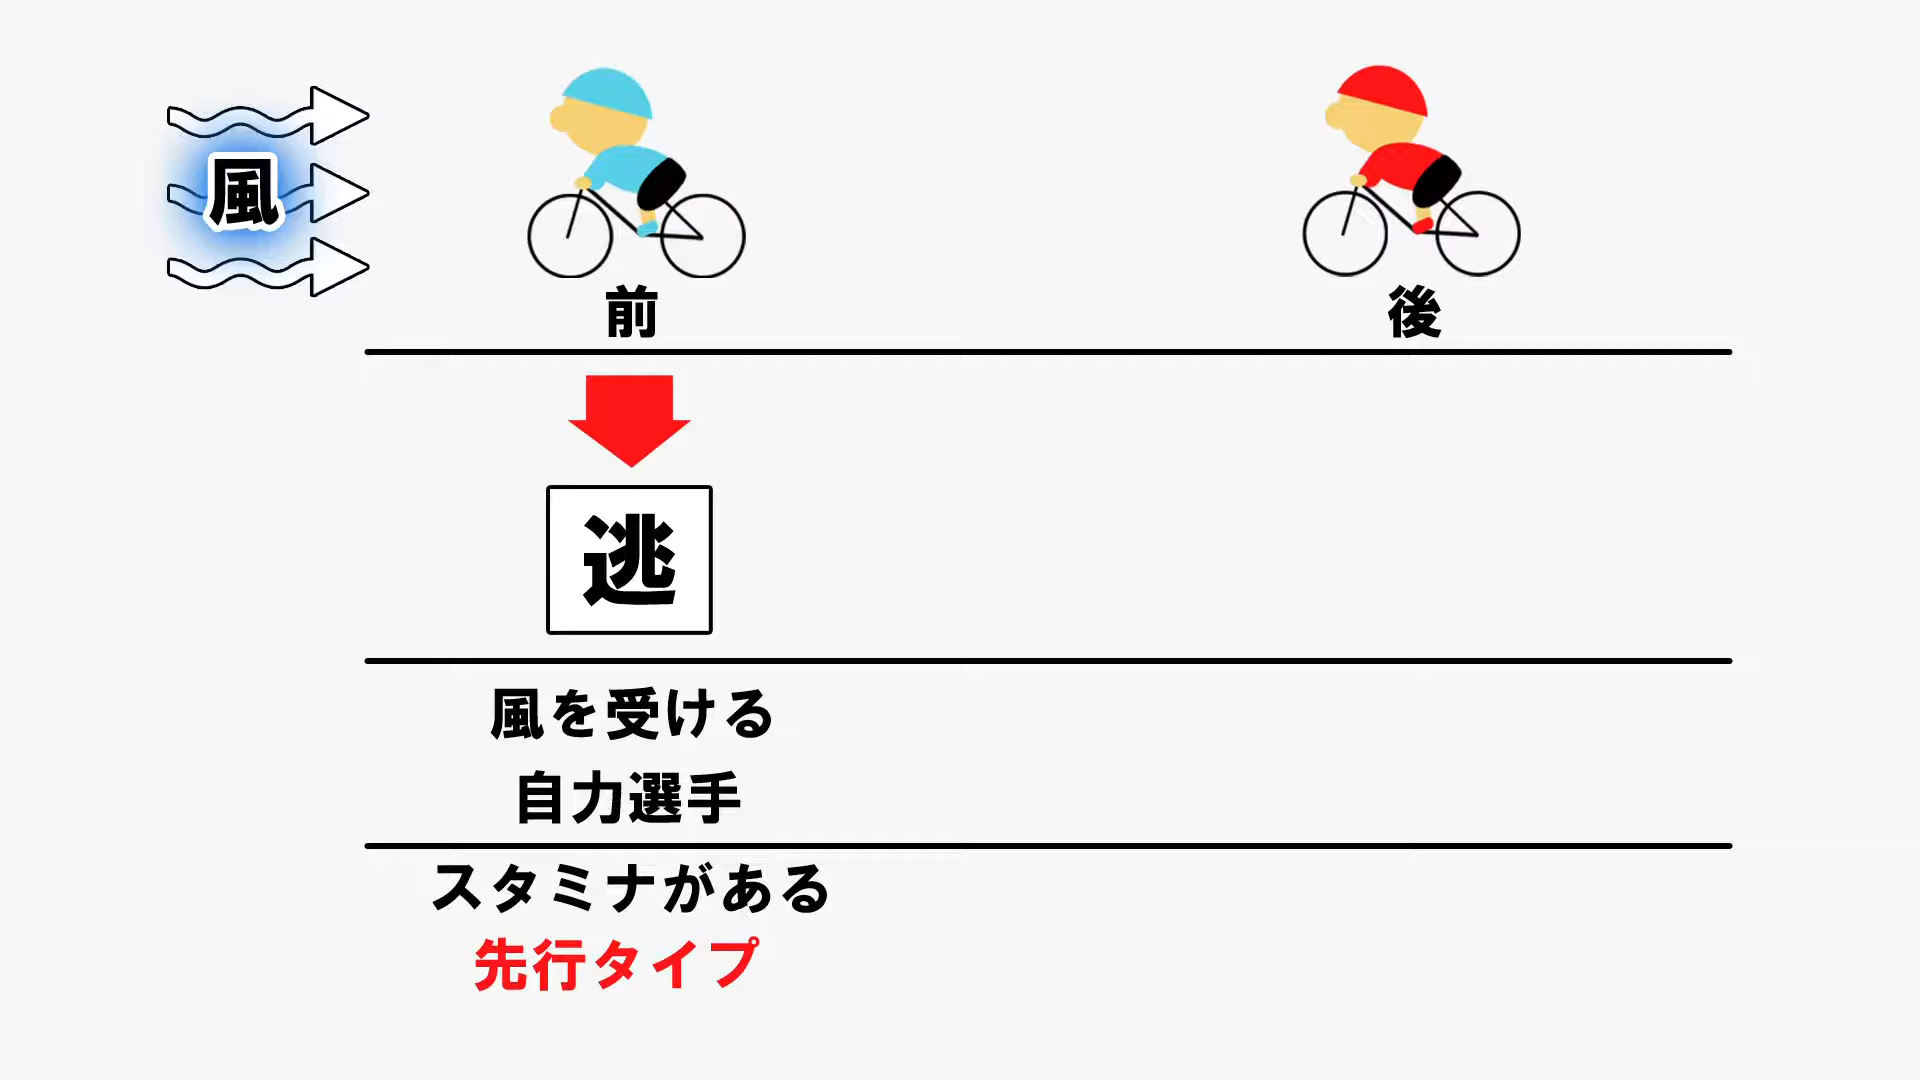 風
前
後
逃
風を受ける
自力選手
スタミナがある
先行タイプ